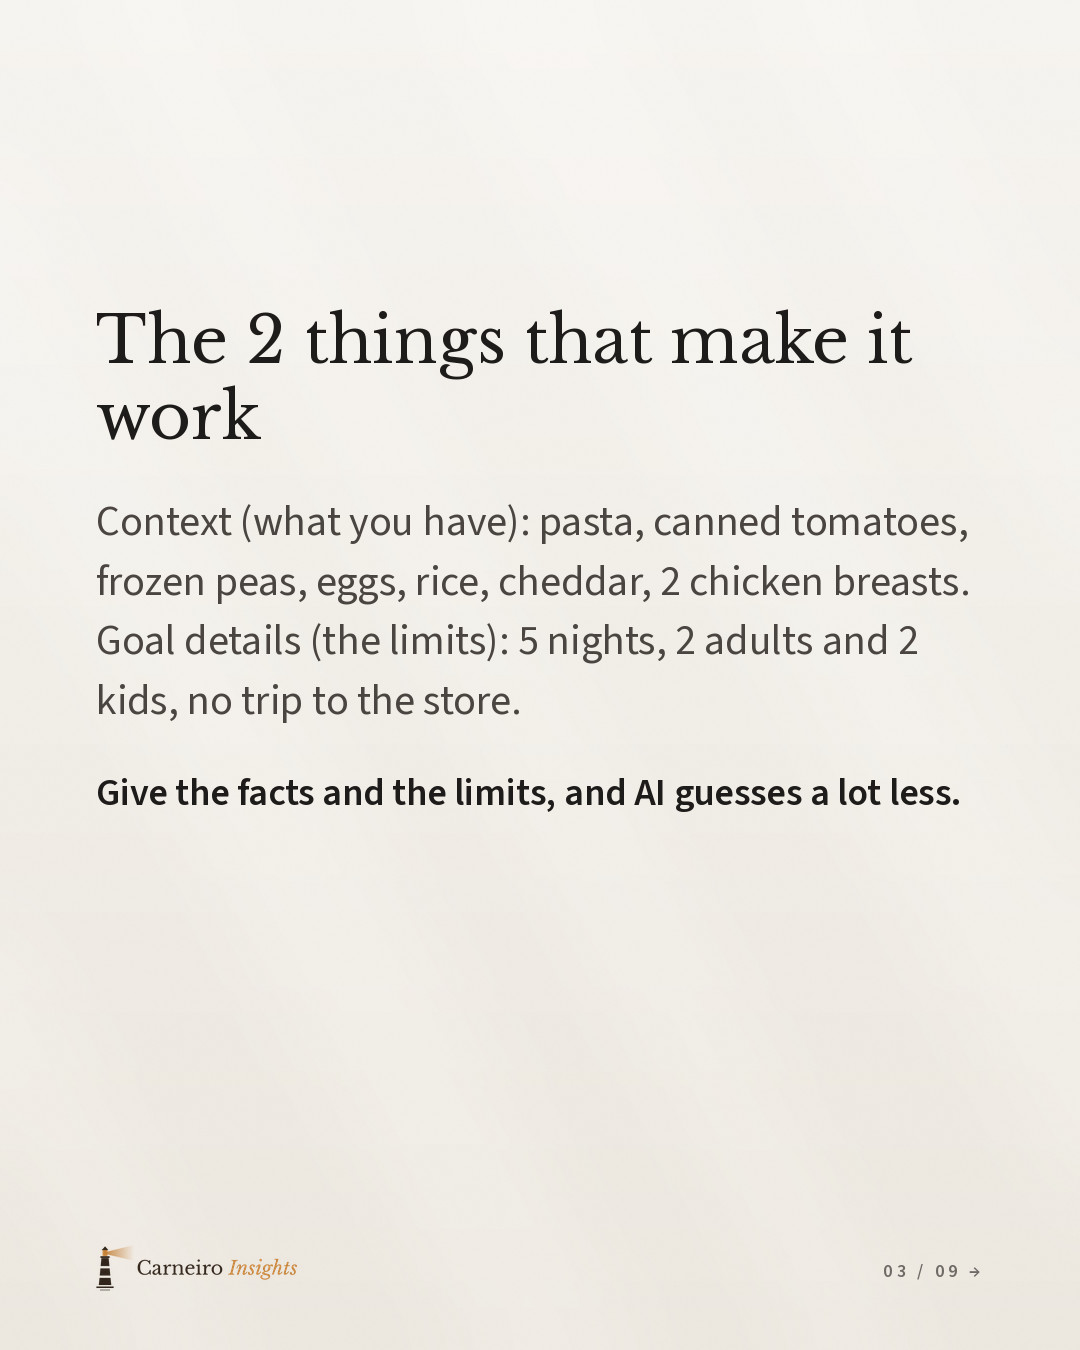 The 2 things that make it
work
Context (what you have): pasta, canned tomatoes,
frozen peas, eggs, rice, cheddar, 2 chicken breasts.
Goal details (the limits): 5 nights, 2 adults and 2
kids, no trip to the store.
Give the facts and the limits, and AI guesses a lot less.
Carneiro Insights
03 / 09 →